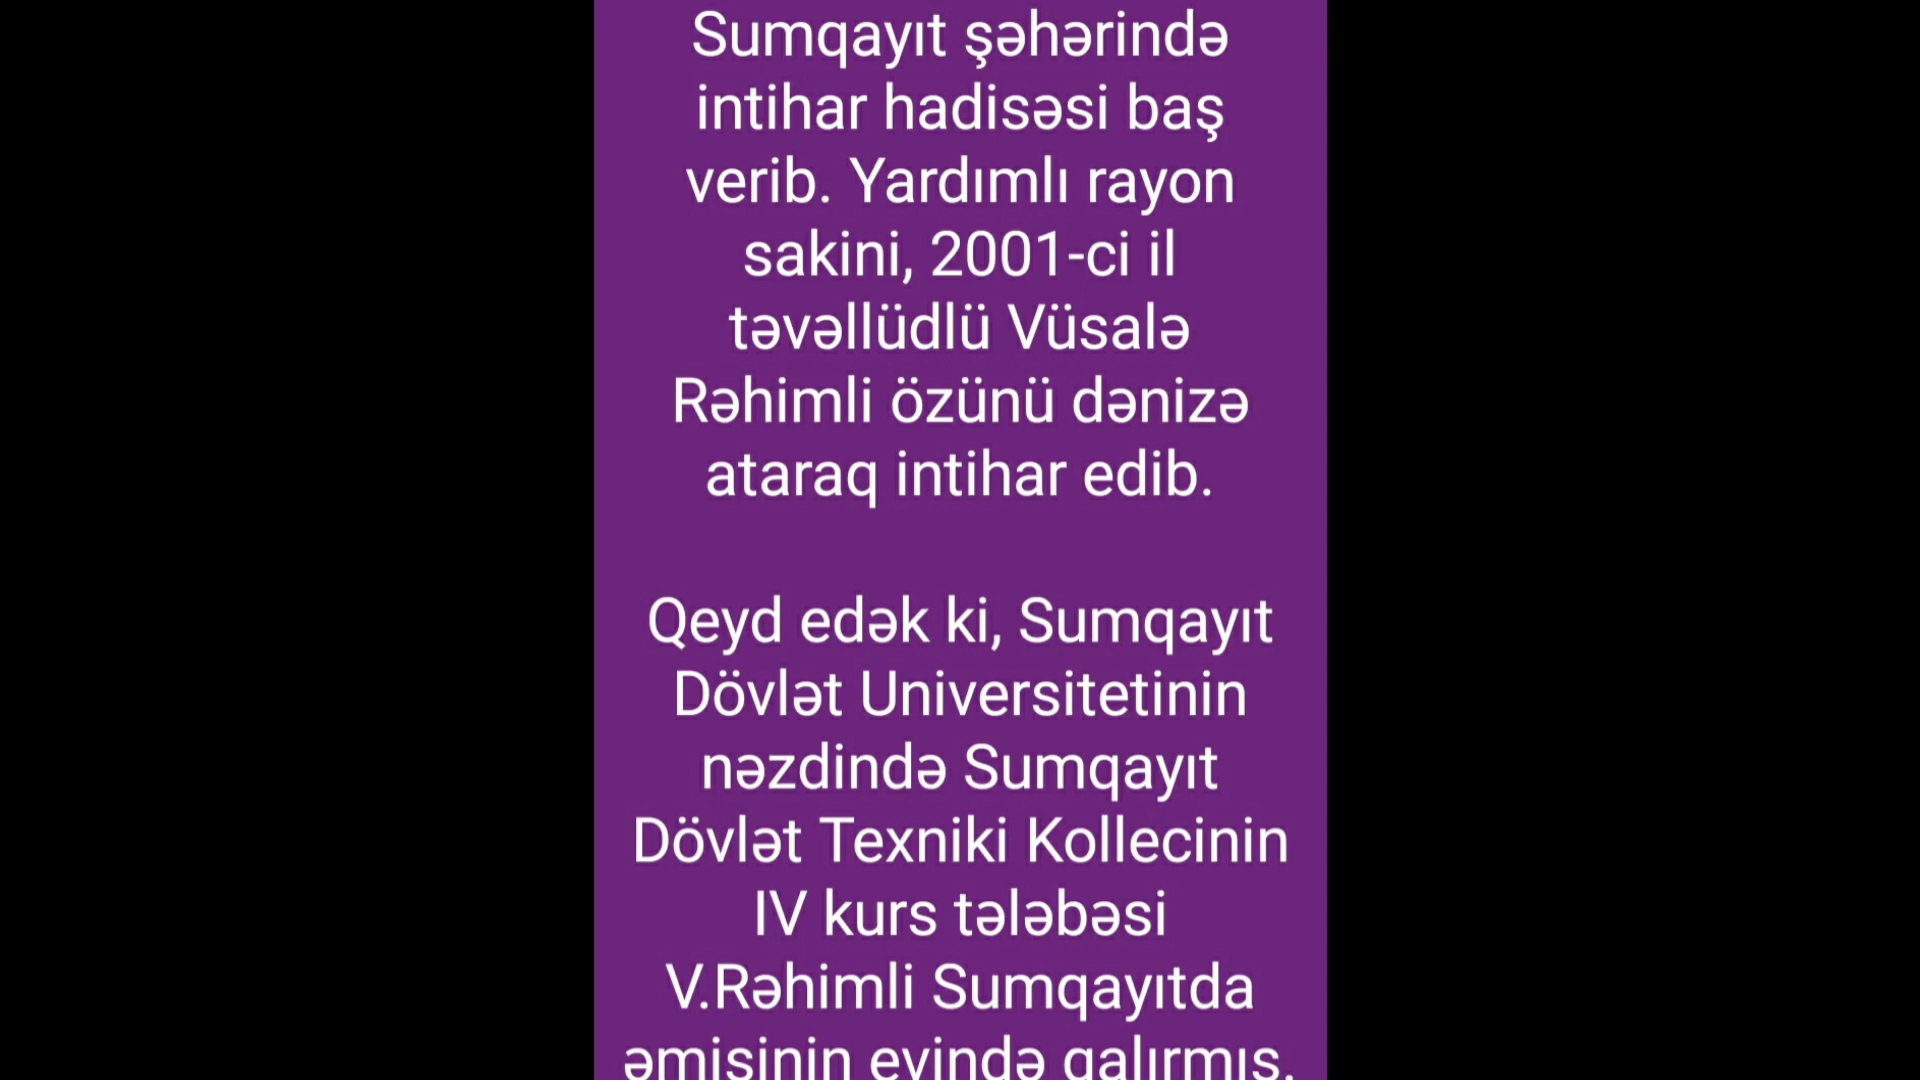 Sumqayıt şəhərində
intihar hadisəsi baş
verib. Yardımlı rayon
sakini, 2001-ci il
təvəllüdlü Vüsalə
Rəhimli özünü dənizə
ataraq intihar edib.
Qeyd edək ki, Sumqayıt
Dövlət Universitetinin
nəzdində Sumqayıt
Dövlət Texniki Kollecinin
IV kurs tələbəsi
V.Rəhimli Sumqayıtda
əmisinin evində qalırmış.